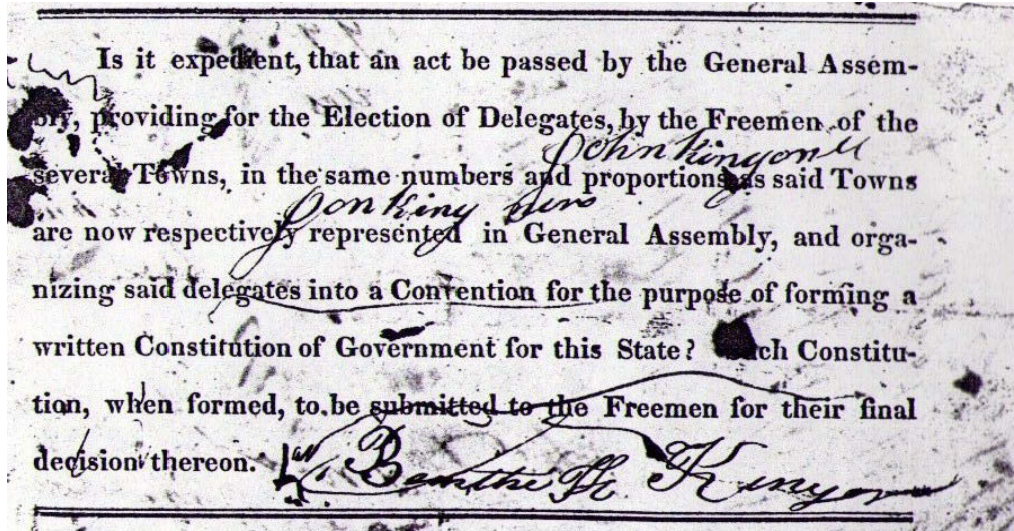 Is it expedient, that an act be passed by the General Assem-
bly, providing for the Election of Delegates, by the Freemen of the
John Kinyon
several Towns, in the same numbers and proportions as said Towns
are now respectively represented in General Assembly, and orga-
nizing said delegates into a Convention for the purpose of forming a
written Constitution of Government for this State? Such Constitu-
tion, when formed, to be submitted to the Freemen for their final
decision thereon.
Kinyon